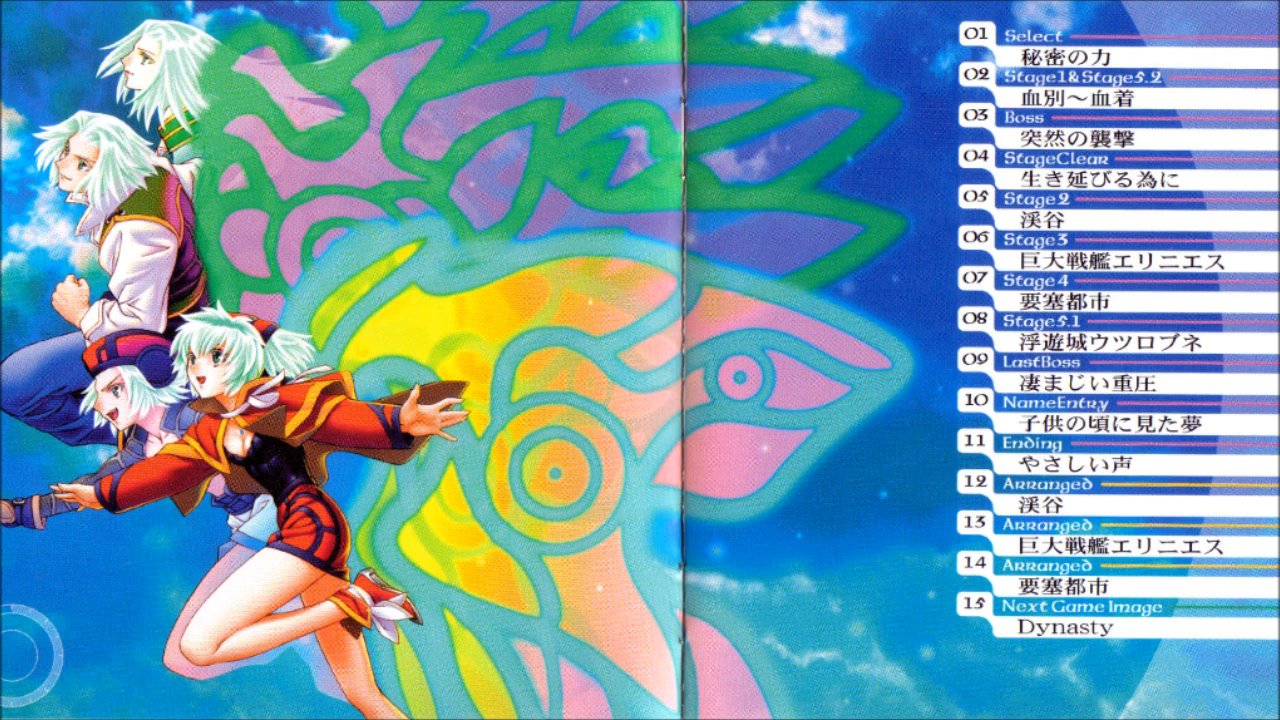 01 Select
秘密の力
02 Stage1&Stage5.2
血別～血着
03 Boss
突然の襲撃
04 StageClear
生き延びる為に
05 Stage2
渓谷
06 Stage3
巨大戦艦エリニエス
07 Stage4
要塞都市
08 Stage5.1
浮遊城ウツロブネ
09 LastBoss
凄まじい重圧
10 NameEntry
子供の頃に見た夢
11 Ending
やさしい声
12 Arranged
渓谷
13 Arranged
巨大戦艦エリニエス
14 Arranged
要塞都市
15 Next Game Image
Dynasty